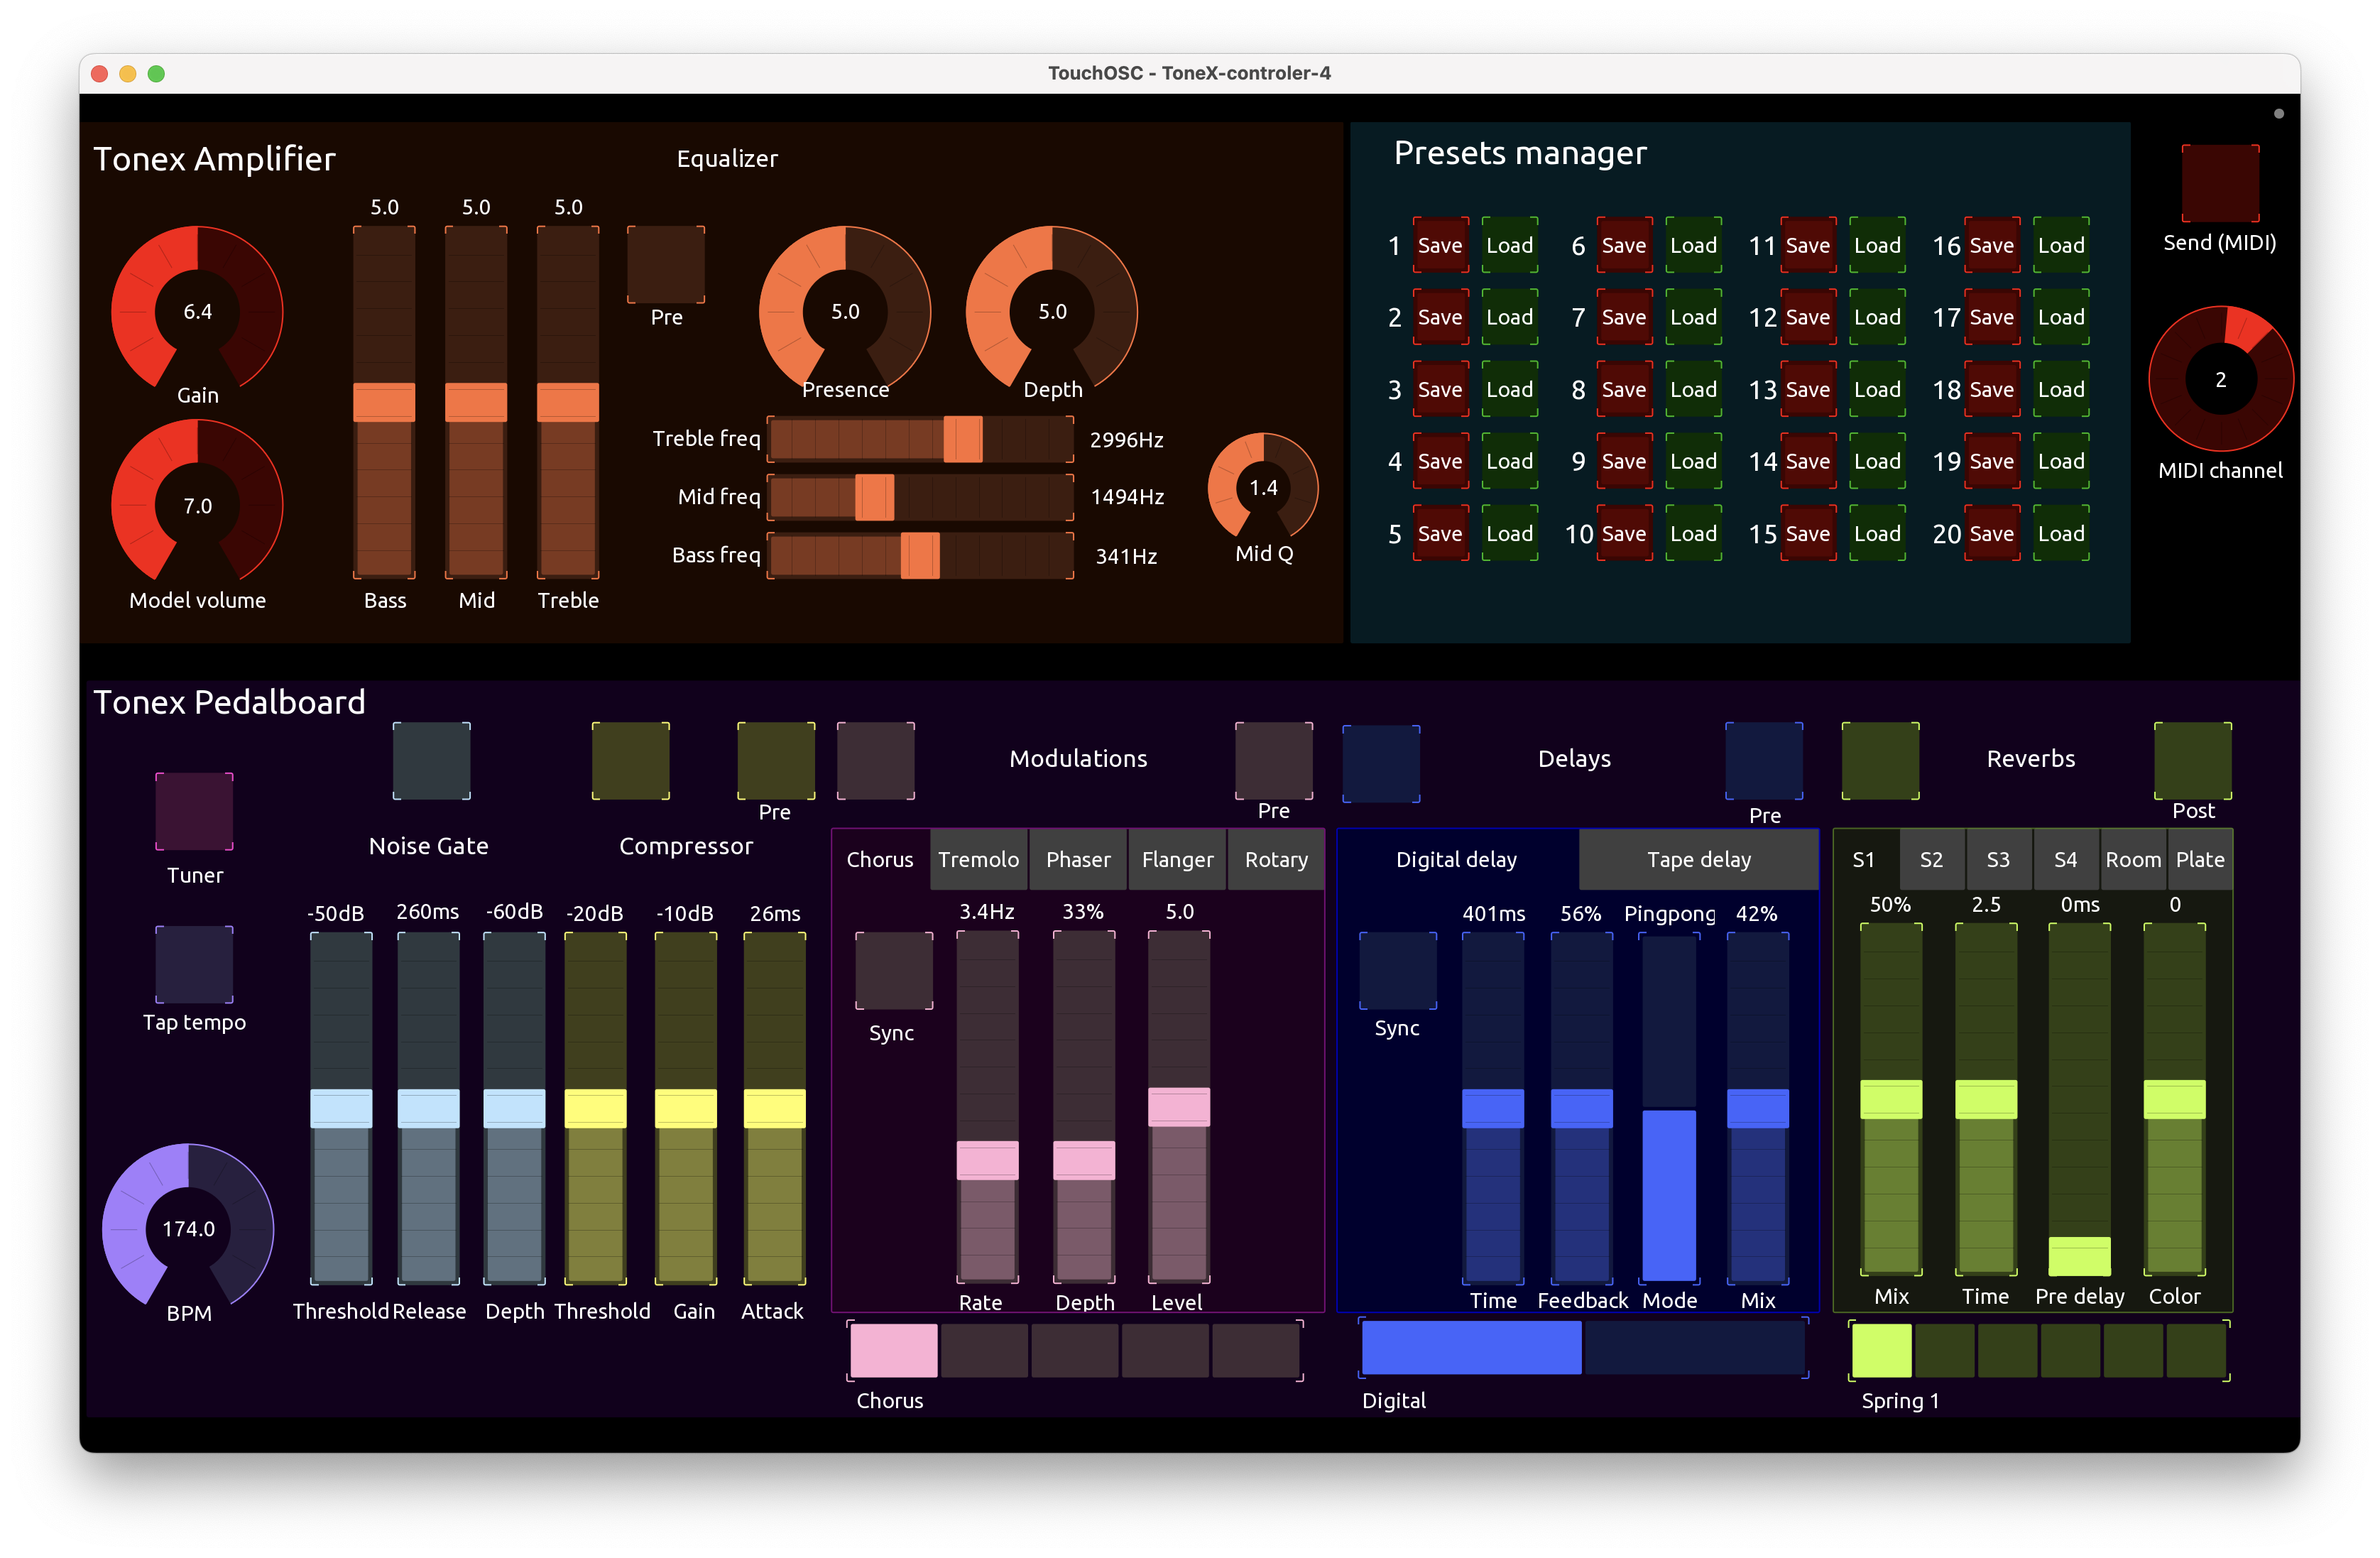 TouchOSC - ToneX-controler-4
Tonex Amplifier
Equalizer
5.0 5.0 5.0
6.4
Gain
7.0
Model volume
Bass Mid Treble
Pre
5.0
Presence
5.0
Depth
Treble freq 2996Hz
Mid freq 1494Hz
Bass freq 341Hz
1.4
Mid Q
Presets manager
1 Save Load 6 Save Load 11 Save Load 16 Save Load
2 Save Load 7 Save Load 12 Save Load 17 Save Load
3 Save Load 8 Save Load 13 Save Load 18 Save Load
4 Save Load 9 Save Load 14 Save Load 19 Save Load
5 Save Load 10 Save Load 15 Save Load 20 Save Load
Send (MIDI)
2
MIDI channel
Tonex Pedalboard
Tuner
Tap tempo
174.0
BPM
Noise Gate
-50dB 260ms -60dB
Threshold Release Depth
Compressor
Pre
-20dB -10dB 26ms
Threshold Gain Attack
Modulations
Pre
Chorus Tremolo Phaser Flanger Rotary
3.4Hz 33% 5.0
Sync
Rate Depth Level
Chorus
Delays
Pre
Digital delay Tape delay
401ms 56% Pingpong 42%
Sync
Time Feedback Mode Mix
Digital
Reverbs
Post
S1 S2 S3 S4 Room Plate
50% 2.5 0ms 0
Mix Time Pre delay Color
Spring 1